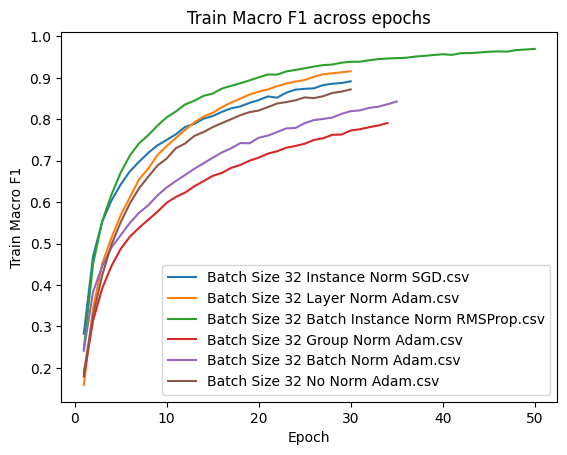 Train Macro F1 across epochs
1.0
0.9
0.8
0.7
0.6
0.5
0.4
0.3
0.2
Train Macro F1
Batch Size 32 Instance Norm SGD.csv
Batch Size 32 Layer Norm Adam.csv
Batch Size 32 Batch Instance Norm RMSProp.csv
Batch Size 32 Group Norm Adam.csv
Batch Size 32 Batch Norm Adam.csv
Batch Size 32 No Norm Adam.csv
0 10 20 30 40 50
Epoch